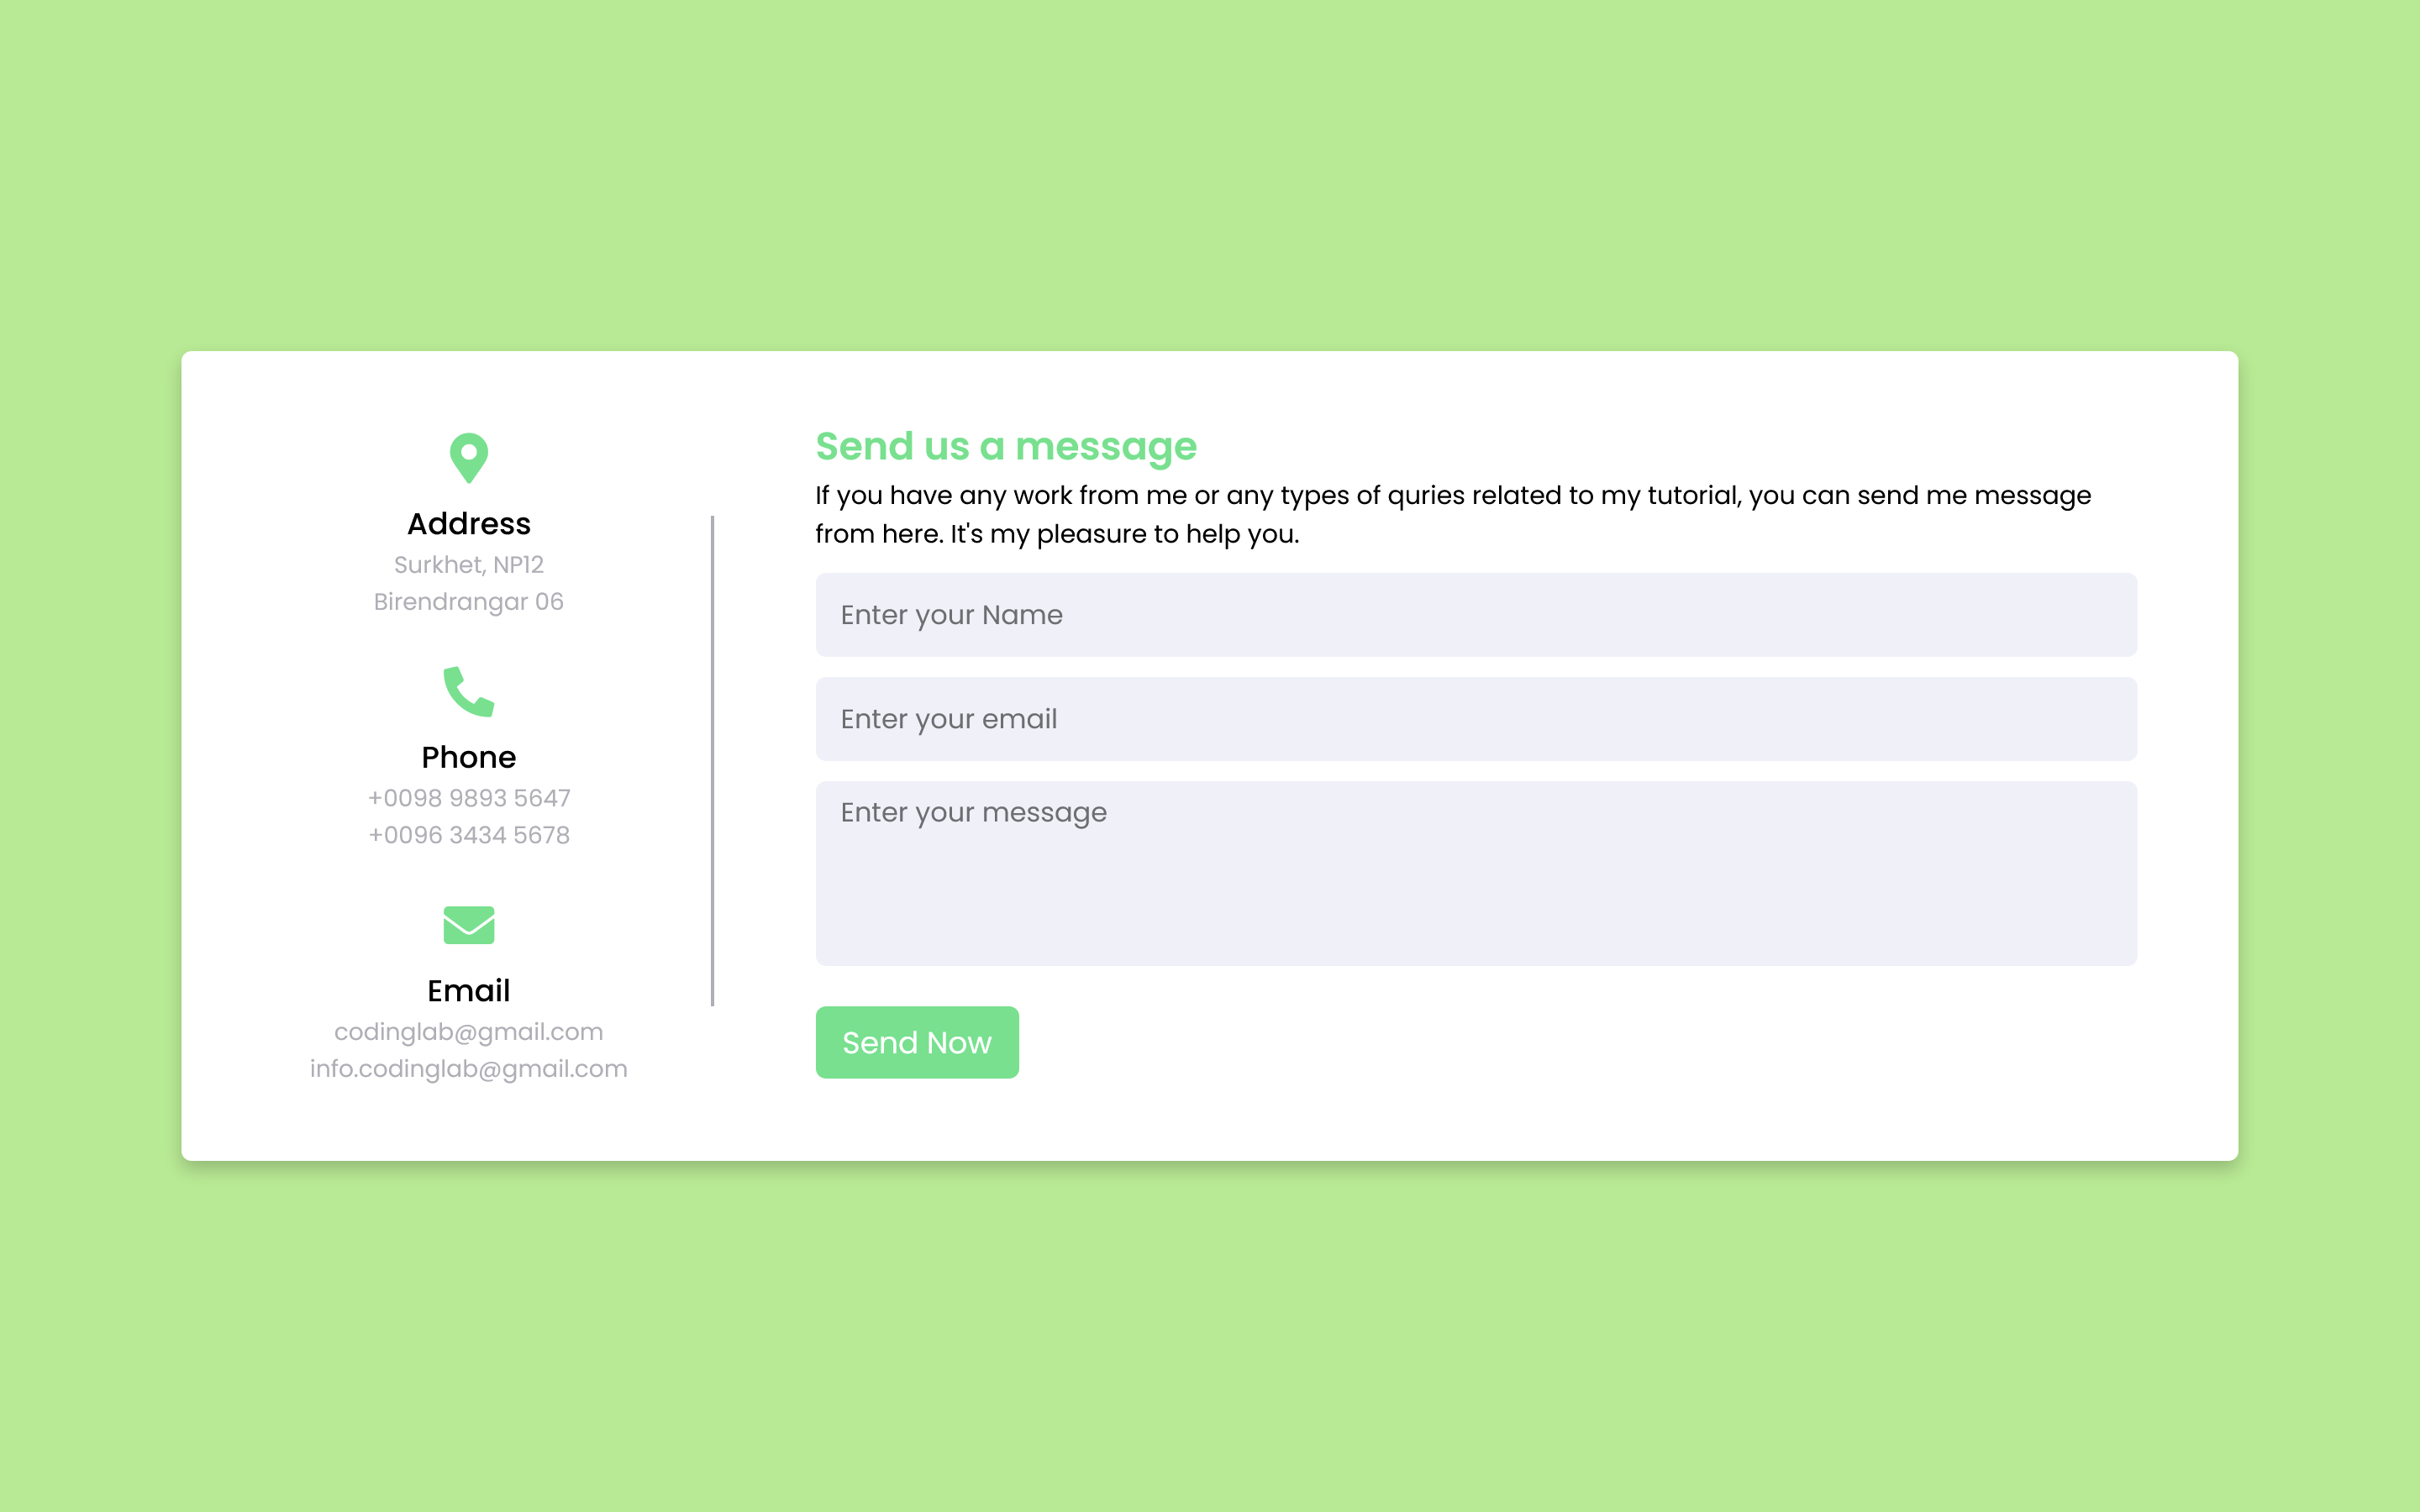 Address
Surkhet, NP12
Birendrangar 06
Phone
+0098 9893 5647
+0096 3434 5678
Email
codinglab@gmail.com
info.codinglab@gmail.com
Send us a message
If you have any work from me or any types of quries related to my tutorial, you can send me message
from here. It's my pleasure to help you.
Enter your Name
Enter your email
Enter your message
Send Now